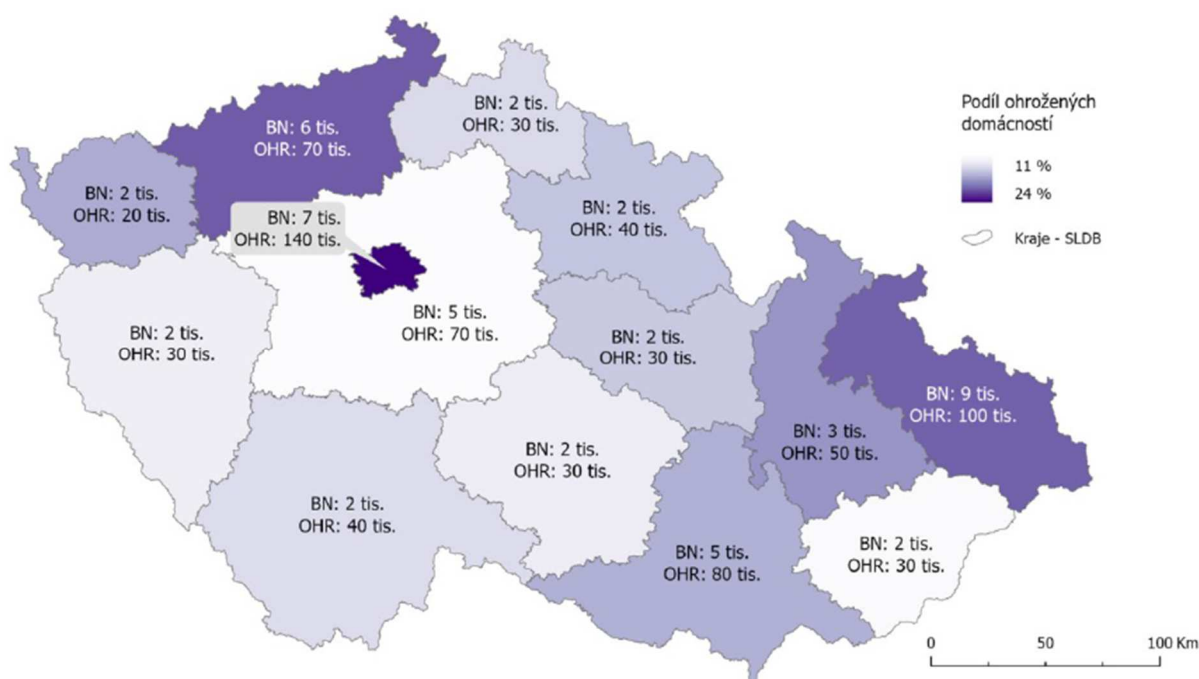 BN: 2 tis.
OHR: 30 tis.
BN: 6 tis.
OHR: 70 tis.
Podíl ohrožených
domácností
11 %
24 %
Kraje - SLDB
BN: 2 tis.
OHR: 20 tis.
BN: 7 tis.
OHR: 140 tis.
BN: 2 tis.
OHR: 40 tis.
BN: 5 tis.
OHR: 70 tis.
BN: 2 tis.
OHR: 30 tis.
BN: 2 tis.
OHR: 30 tis.
BN: 9 tis.
OHR: 100 tis.
BN: 3 tis.
OHR: 50 tis.
BN: 2 tis.
OHR: 30 tis.
BN: 2 tis.
OHR: 40 tis.
BN: 5 tis.
OHR: 80 tis.
BN: 2 tis.
OHR: 30 tis.
0 50 100 Km